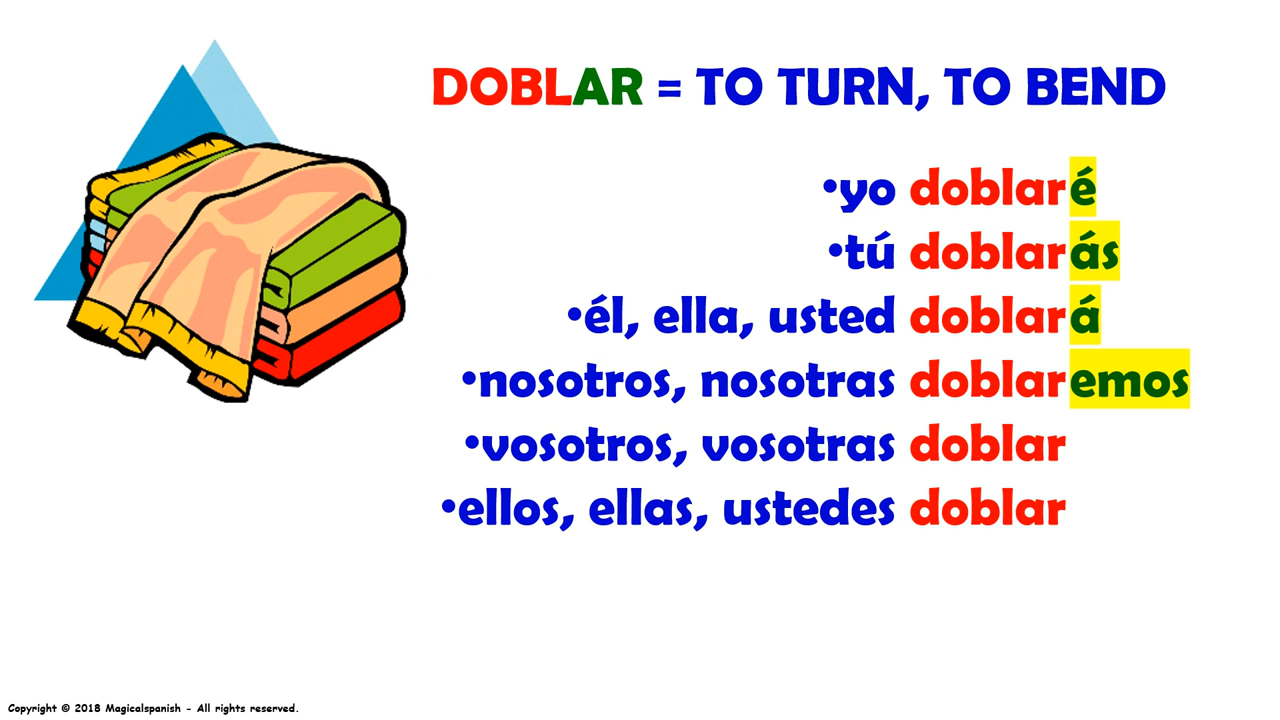 DOBLAR = TO TURN, TO BEND
•yo doblaré
•tú doblarás
•él, ella, usted doblará
•nosotros, nosotras doblaremos
•vosotros, vosotras doblar
•ellos, ellas, ustedes doblar
Copyright © 2018 Magicalspanish - All rights reserved.